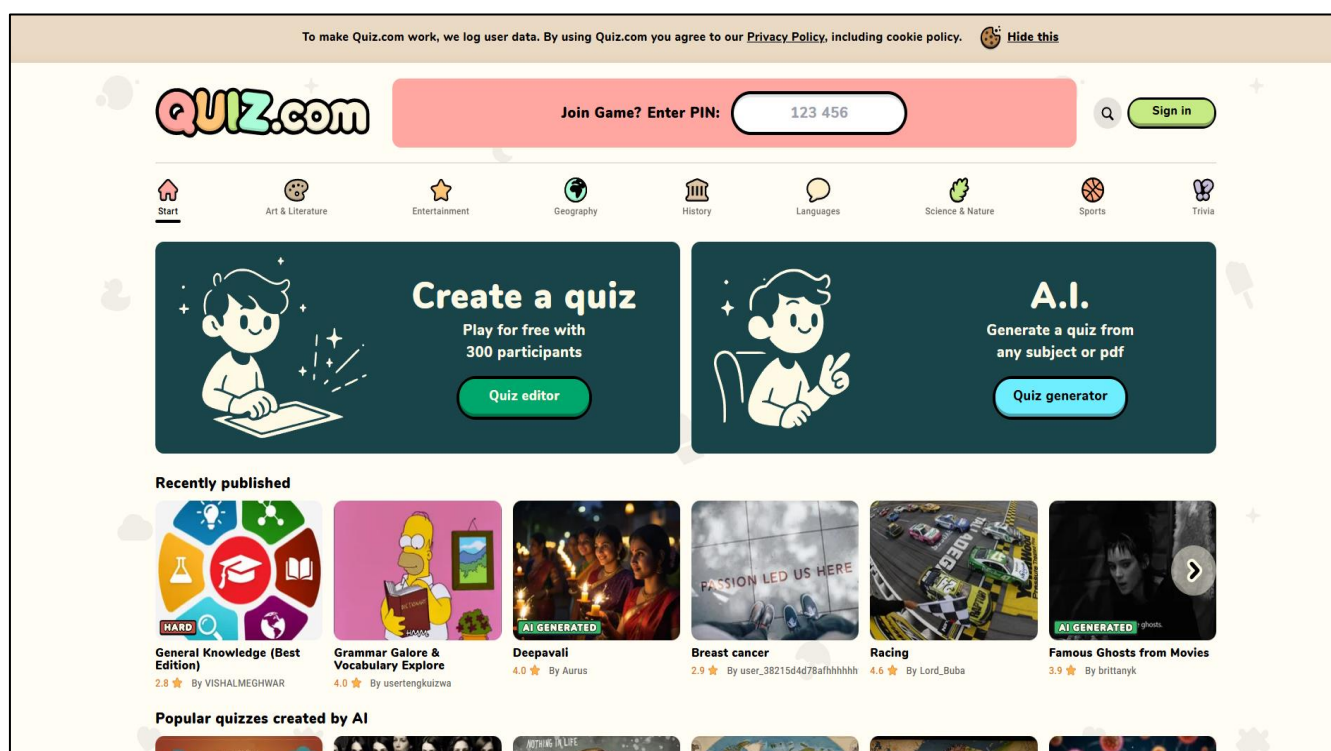 To make Quiz.com work, we log user data. By using Quiz.com you agree to our Privacy Policy, including cookie policy. Hide this
QUIZ.com
Join Game? Enter PIN: 123 456
Sign in
Start Art & Literature Entertainment Geography History Languages Science & Nature Sports Trivia
Create a quiz
Play for free with
300 participants
Quiz editor
A.I.
Generate a quiz from
any subject or pdf
Quiz generator
Recently published
HARD
General Knowledge (Best
Edition)
2.8 By VISHALMEGHWAR
DICTIONARY
HMMM
Grammar Galore &
Vocabulary Explore
4.0 By usertengkuizwa
AI GENERATED
Deepavali
4.0 By Aurus
PASSION LED US HERE
Breast cancer
2.9 By user_38215d4d78afhhhhhh
Racing
4.6 By Lord_Buba
AI GENERATED
ghosts.
Famous Ghosts from Movies
3.9 By brittanyk
Popular quizzes created by AI
NOTHING IN LIFE